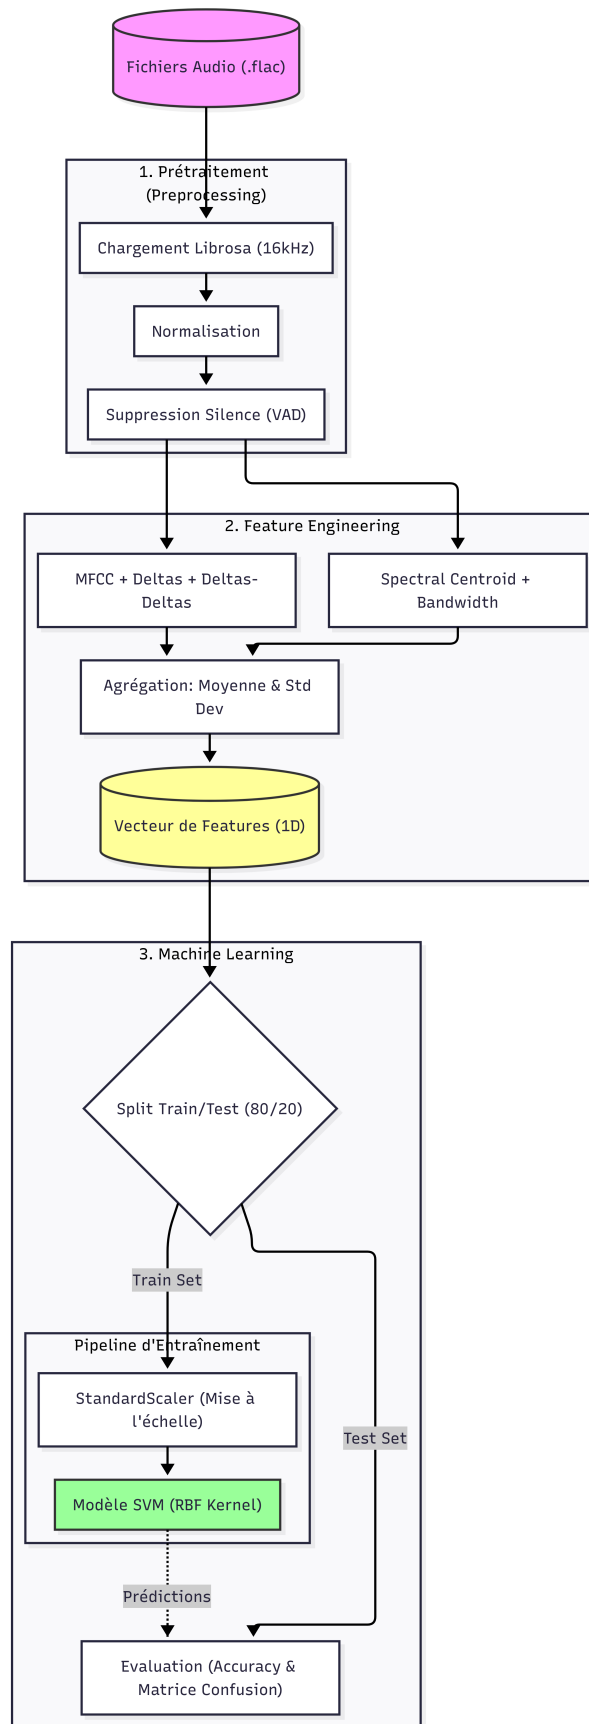 Fichiers Audio (.flac)
1. Prétraitement
(Preprocessing)
Chargement Librosa (16kHz)
Normalisation
Suppression Silence (VAD)
2. Feature Engineering
MFCC + Deltas + Deltas-
Deltas
Spectral Centroid +
Bandwidth
Agrégation: Moyenne & Std
Dev
Vecteur de Features (1D)
3. Machine Learning
Split Train/Test (80/20)
Train Set
Pipeline d'Entraînement
StandardScaler (Mise à
l'échelle)
Test Set
Modèle SVM (RBF Kernel)
Prédictions
Evaluation (Accuracy &
Matrice Confusion)